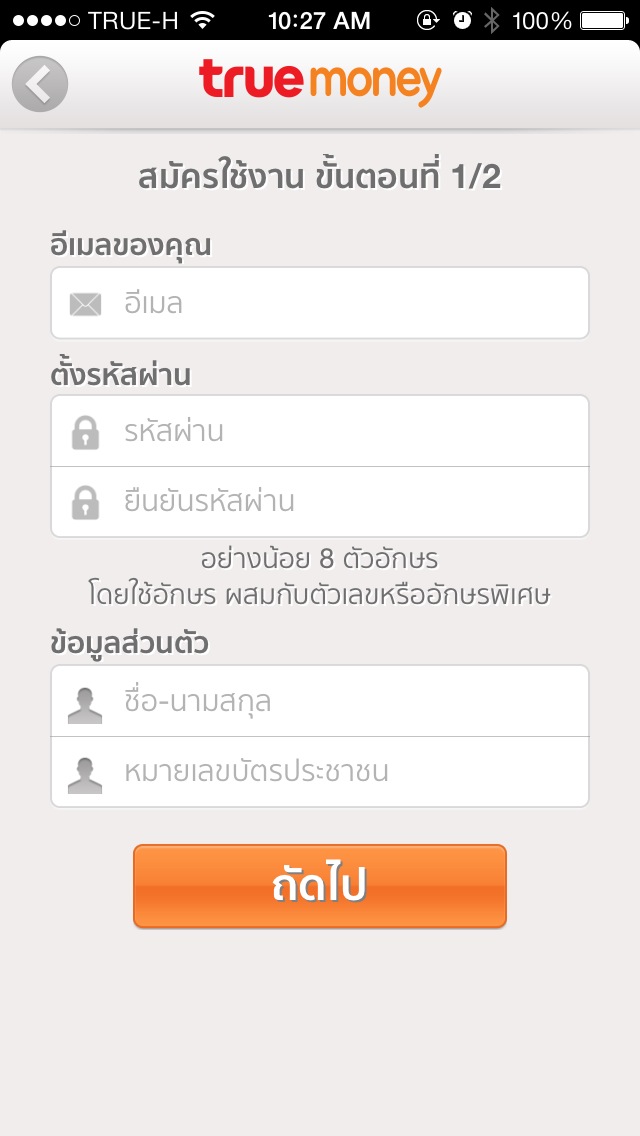 TRUE-H 10:27 AM 100%
true money
สมัครใช้งาน ขั้นตอนที่ 1/2
อีเมลของคุณ
อีเมล
ตั้งรหัสผ่าน
รหัสผ่าน
ยืนยันรหัสผ่าน
อย่างน้อย 8 ตัวอักษร
โดยใช้อักษร ผสมกับตัวเลขหรืออักษรพิเศษ
ข้อมูลส่วนตัว
ชื่อ-นามสกุล
หมายเลขบัตรประชาชน
ถัดไป